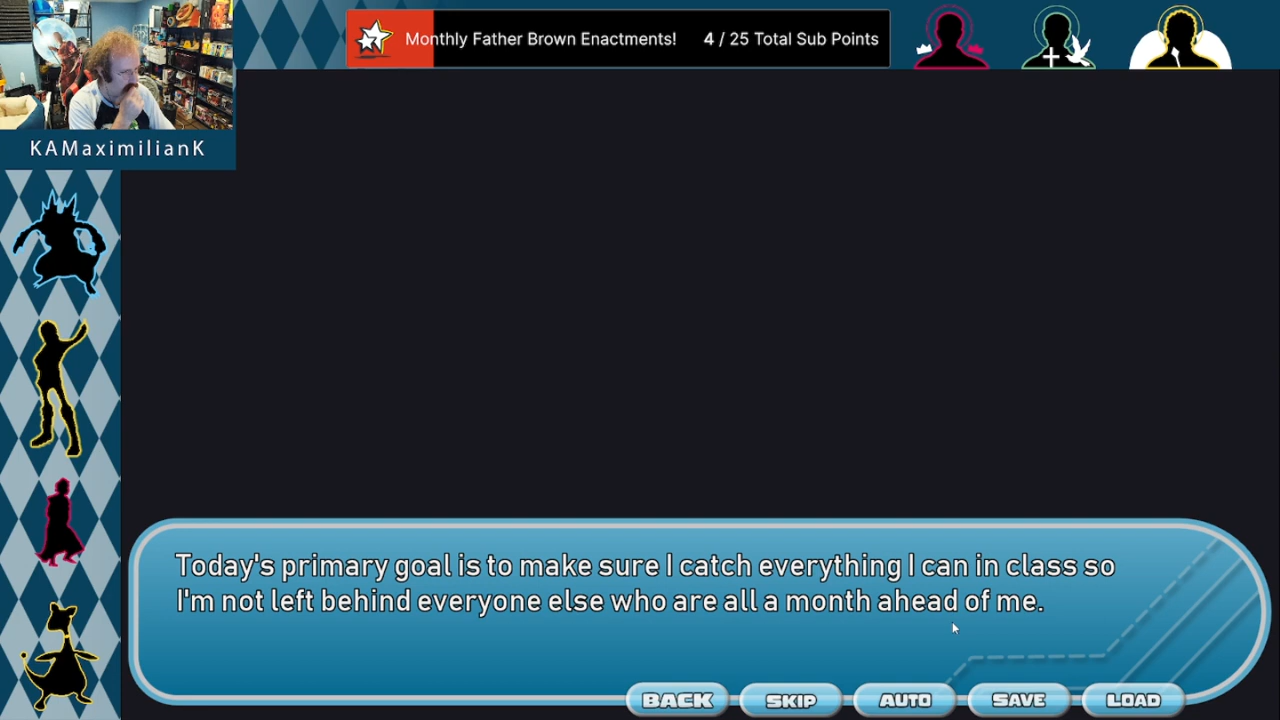 Monthly Father Brown Enactments! 4 / 25 Total Sub Points
KAMaximilianK
Today's primary goal is to make sure I catch everything I can in class so
I'm not left behind everyone else who are all a month ahead of me.
BACK SKIP AUTO SAVE LOAD